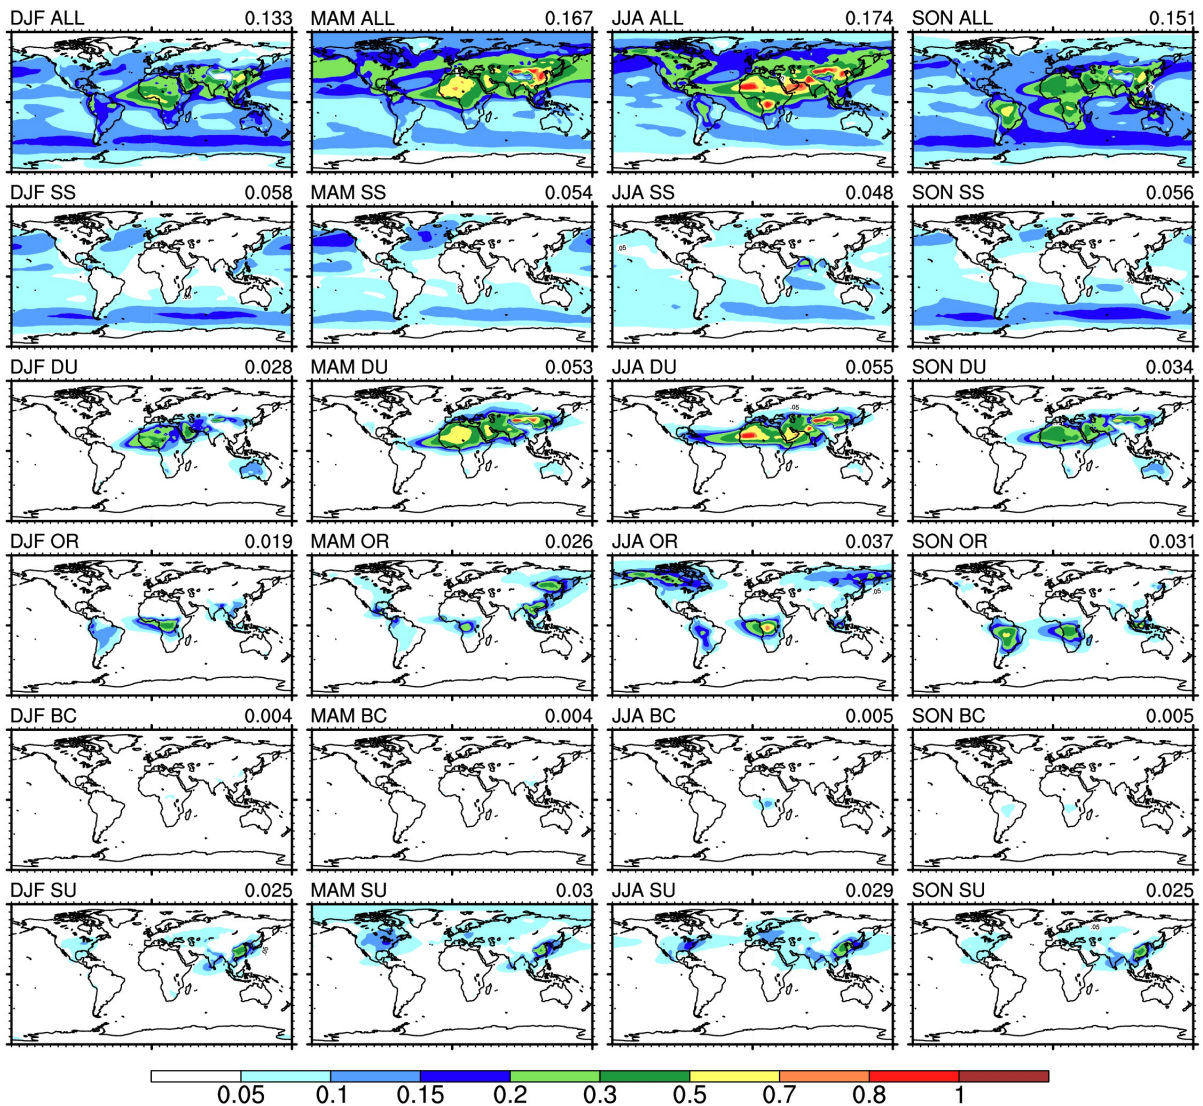 DJF ALL 0.133 MAM ALL 0.167 JJA ALL 0.174 SON ALL 0.151
DJF SS 0.058 MAM SS 0.054 JJA SS 0.048 SON SS 0.056
DJF DU 0.028 MAM DU 0.053 JJA DU 0.055 SON DU 0.034
DJF OR 0.019 MAM OR 0.026 JJA OR 0.037 SON OR 0.031
DJF BC 0.004 MAM BC 0.004 JJA BC 0.005 SON BC 0.005
DJF SU 0.025 MAM SU 0.03 JJA SU 0.029 SON SU 0.025
0.05 0.1 0.15 0.2 0.3 0.5 0.7 0.8 1